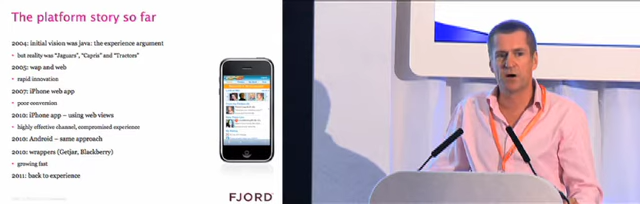 The platform story so far
2004: initial vision was java: the experience argument
• but reality was "Jaguars", "Capris" and "Tractors"
2005: wap and web
• rapid innovation
2007: iPhone web app
• poor conversion
2010: iPhone app – using web views
• highly effective channel, compromised experience
2010: Android – same approach
2010: wrappers (Getjar, Blackberry)
• growing fast
2011: back to experience
FJORD